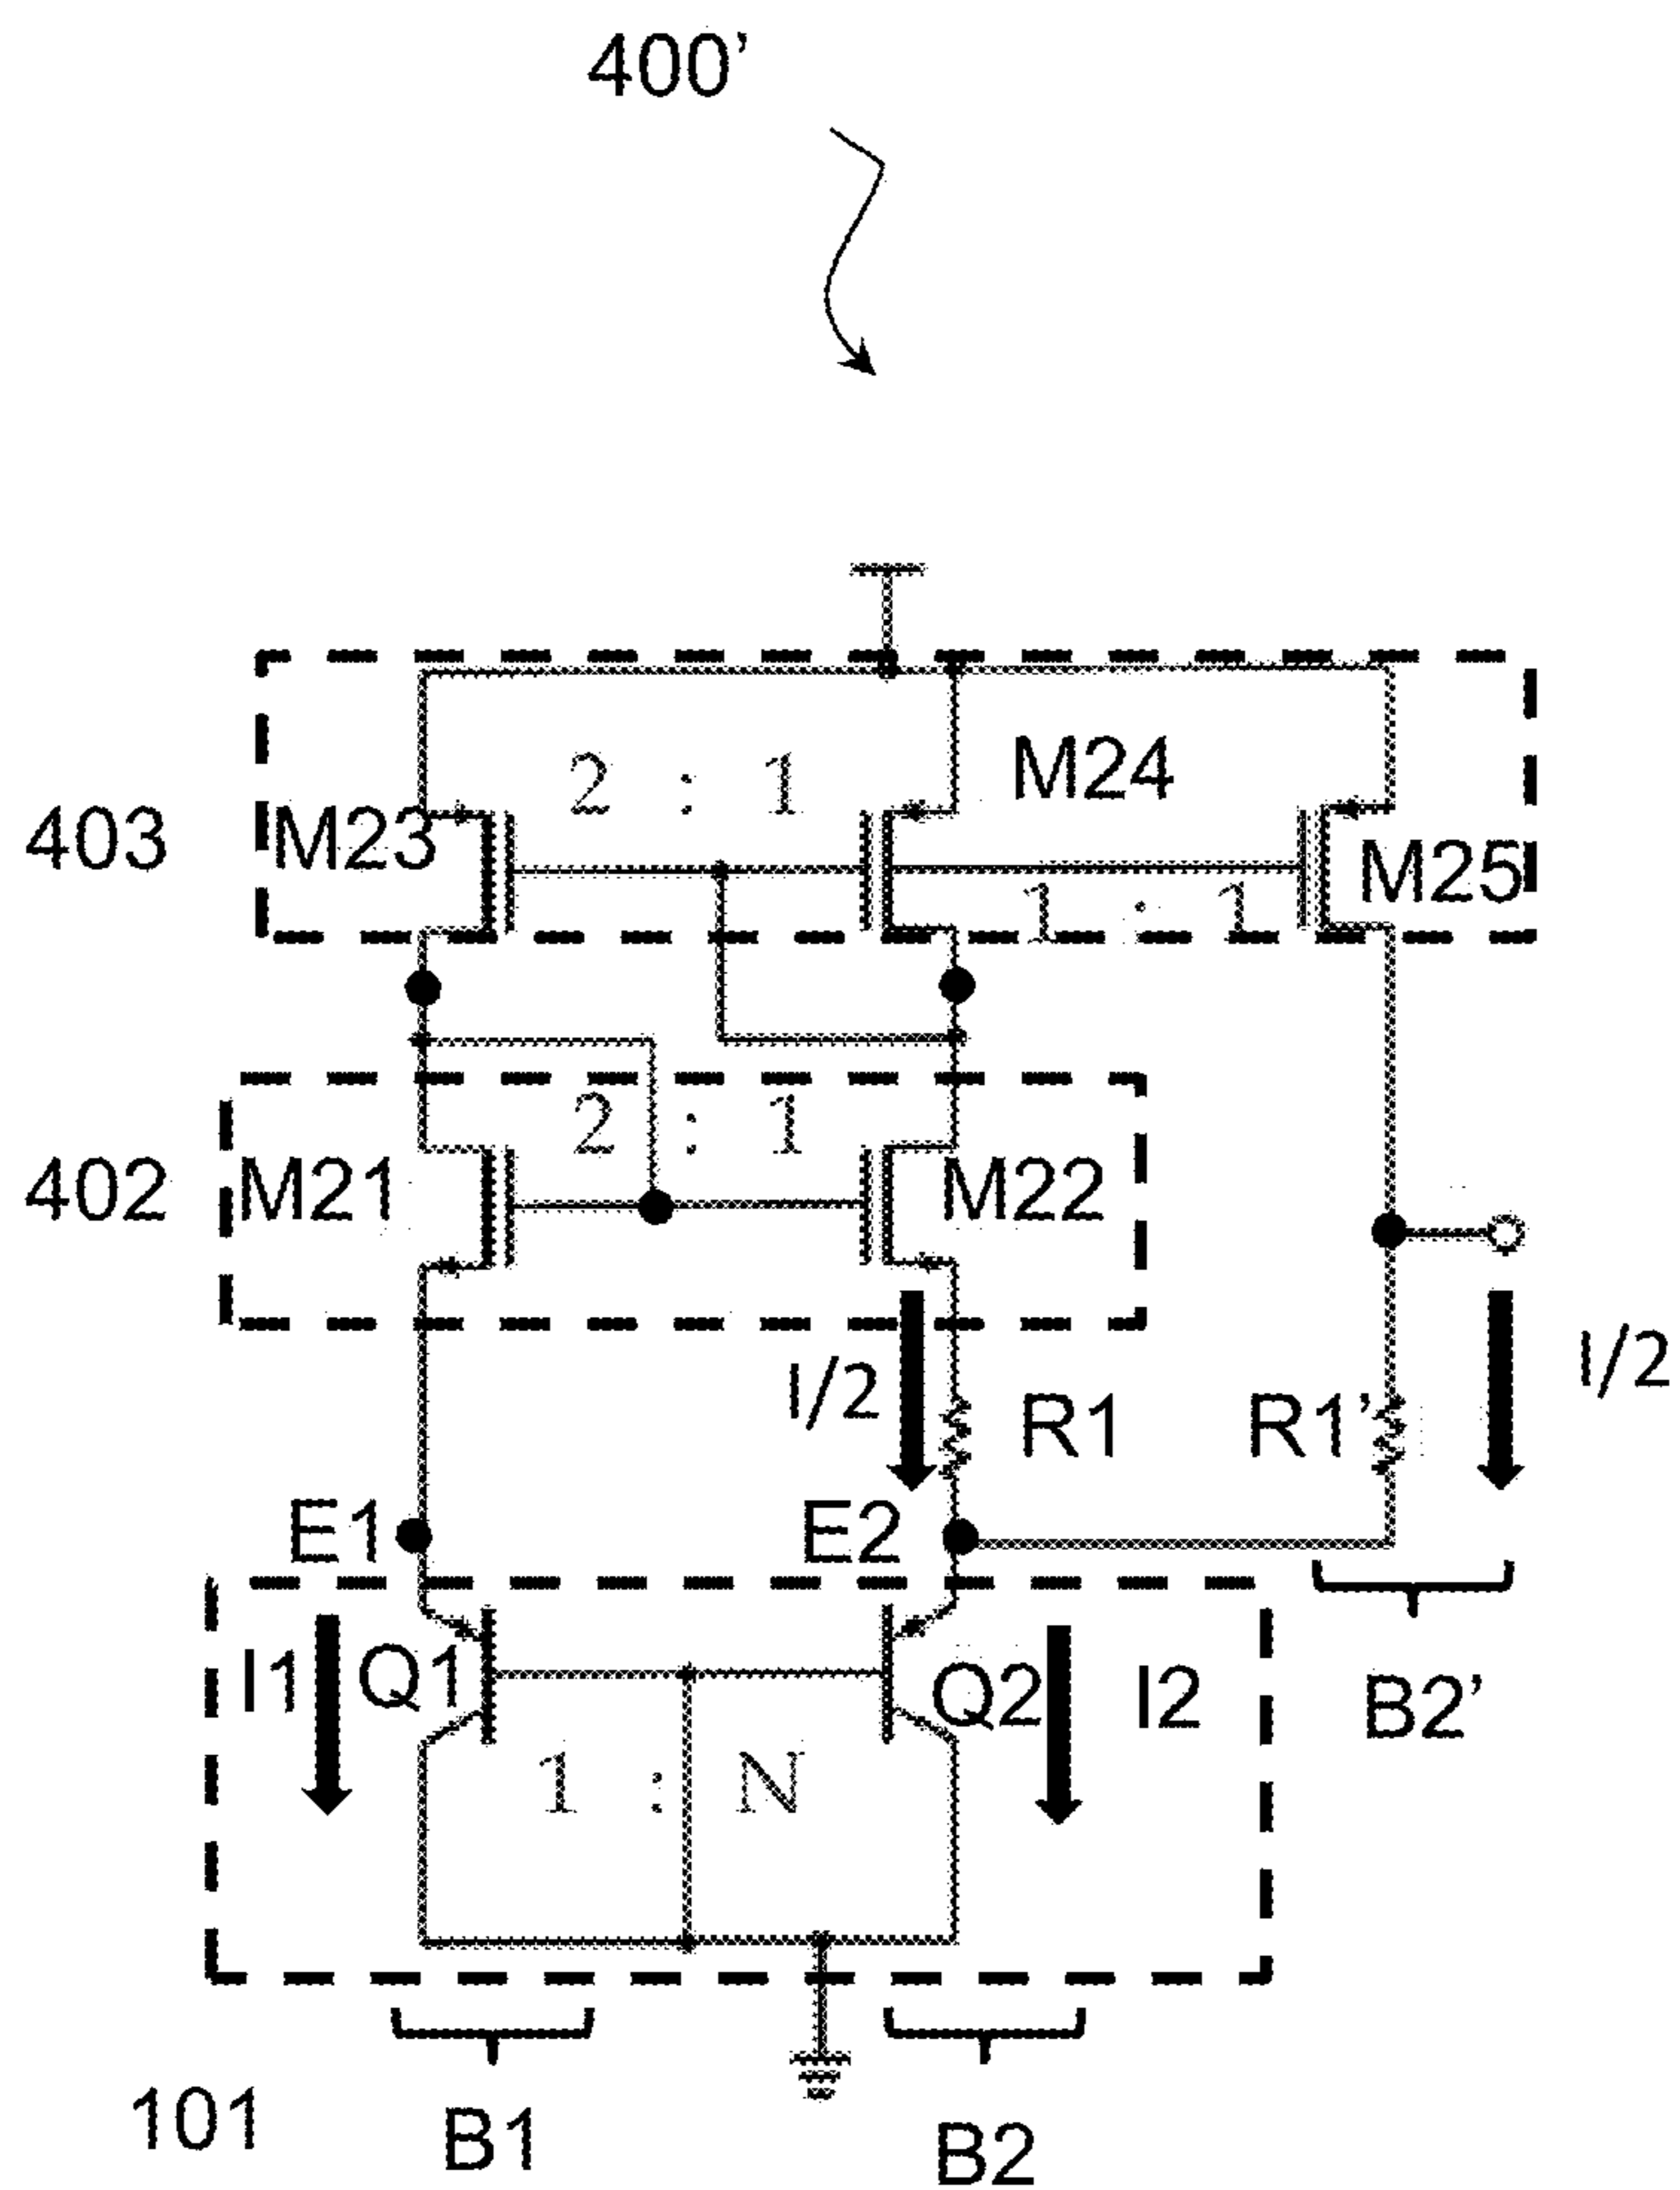 400’
2 : 1
M24
403
M23
M25
1 : 1
2 : 1
402
M21
M22
I/2
R1
R1’
I/2
E1
E2
I1
Q1
Q2
I2
B2’
1 : N
101
B1
B2